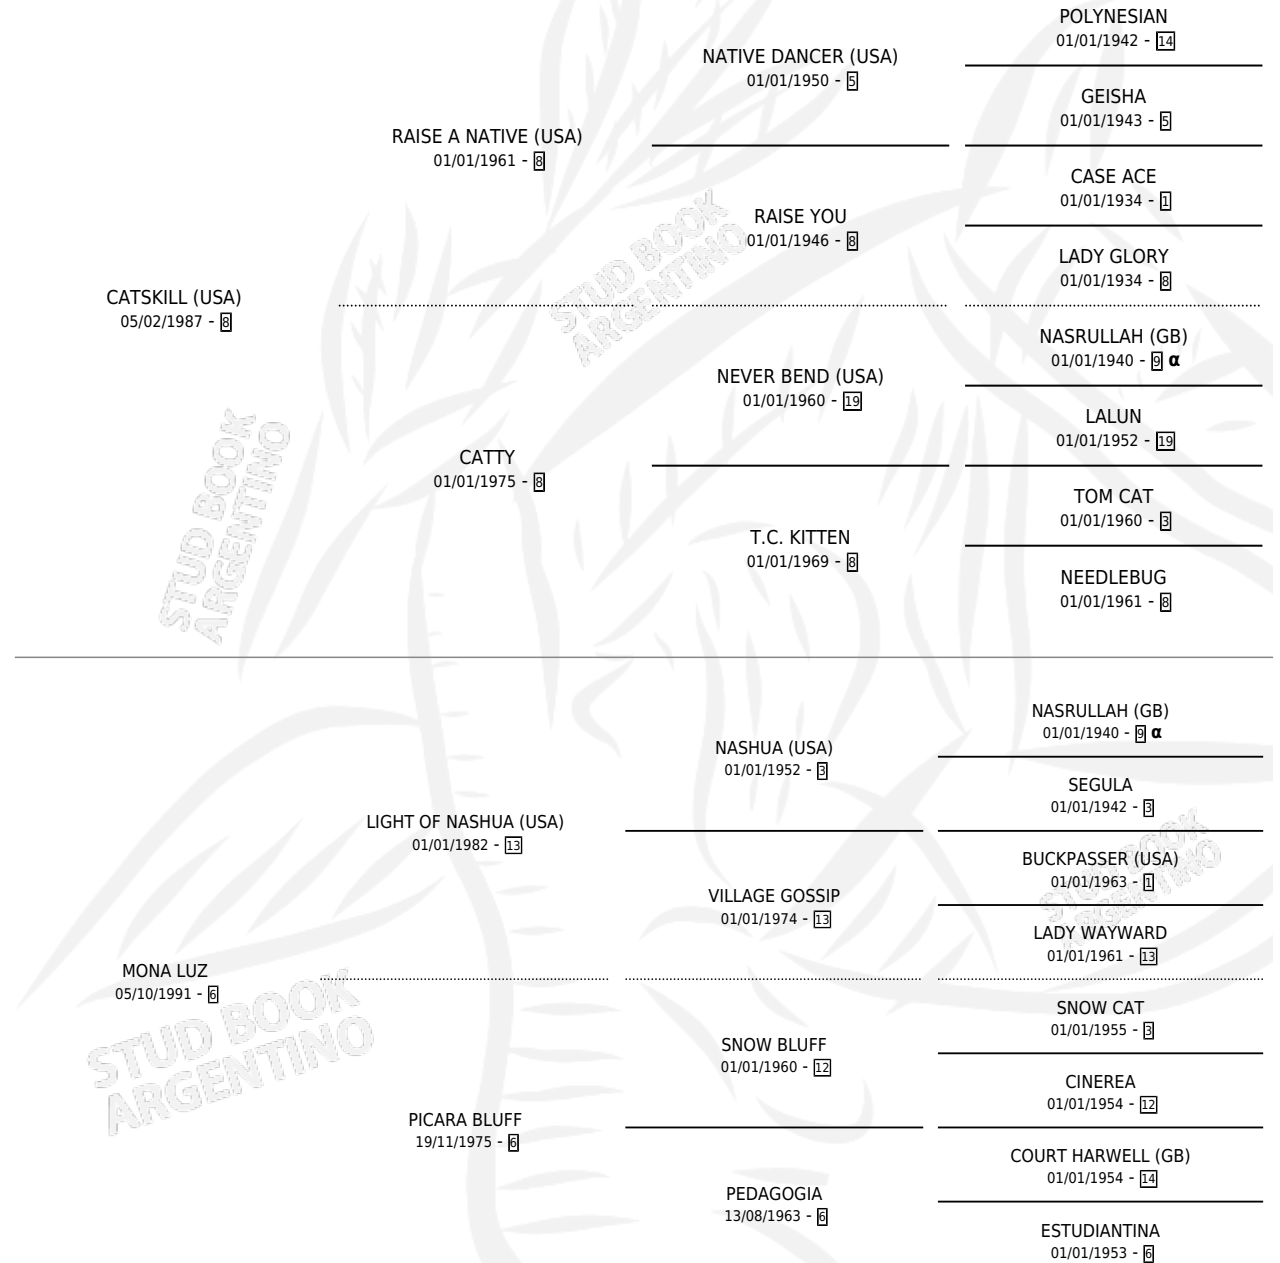 POLYNESIAN
01/01/1942 - 14
NATIVE DANCER (USA)
01/01/1950 - 5
GEISHA
01/01/1943 - 5
RAISE A NATIVE (USA)
01/01/1961 - 8
CASE ACE
01/01/1934 - 1
RAISE YOU
01/01/1946 - 8
LADY GLORY
01/01/1934 - 8
CATSKILL (USA)
05/02/1987 - 8
NASRULLAH (GB)
01/01/1940 - 9 α
NEVER BEND (USA)
01/01/1960 - 19
LALUN
01/01/1952 - 19
CATTY
01/01/1975 - 8
TOM CAT
01/01/1960 - 3
T.C. KITTEN
01/01/1969 - 8
NEEDLEBUG
01/01/1961 - 8
NASRULLAH (GB)
01/01/1940 - 9 α
NASHUA (USA)
01/01/1952 - 3
SEGULA
01/01/1942 - 3
LIGHT OF NASHUA (USA)
01/01/1982 - 13
BUCKPASSER (USA)
01/01/1963 - 1
VILLAGE GOSSIP
01/01/1974 - 13
LADY WAYWARD
01/01/1961 - 13
MONA LUZ
05/10/1991 - 6
SNOW CAT
01/01/1955 - 3
SNOW BLUFF
01/01/1960 - 12
CINEREA
01/01/1954 - 12
PICARA BLUFF
19/11/1975 - 6
COURT HARWELL (GB)
01/01/1954 - 14
PEDAGOGIA
13/08/1963 - 6
ESTUDIANTINA
01/01/1953 - 6
STUD BOOK
ARGENTINO
STUD BOOK
ARGENTINO
STUD BOOK
ARGENTINO
STUD BOOK
ARGENTINO